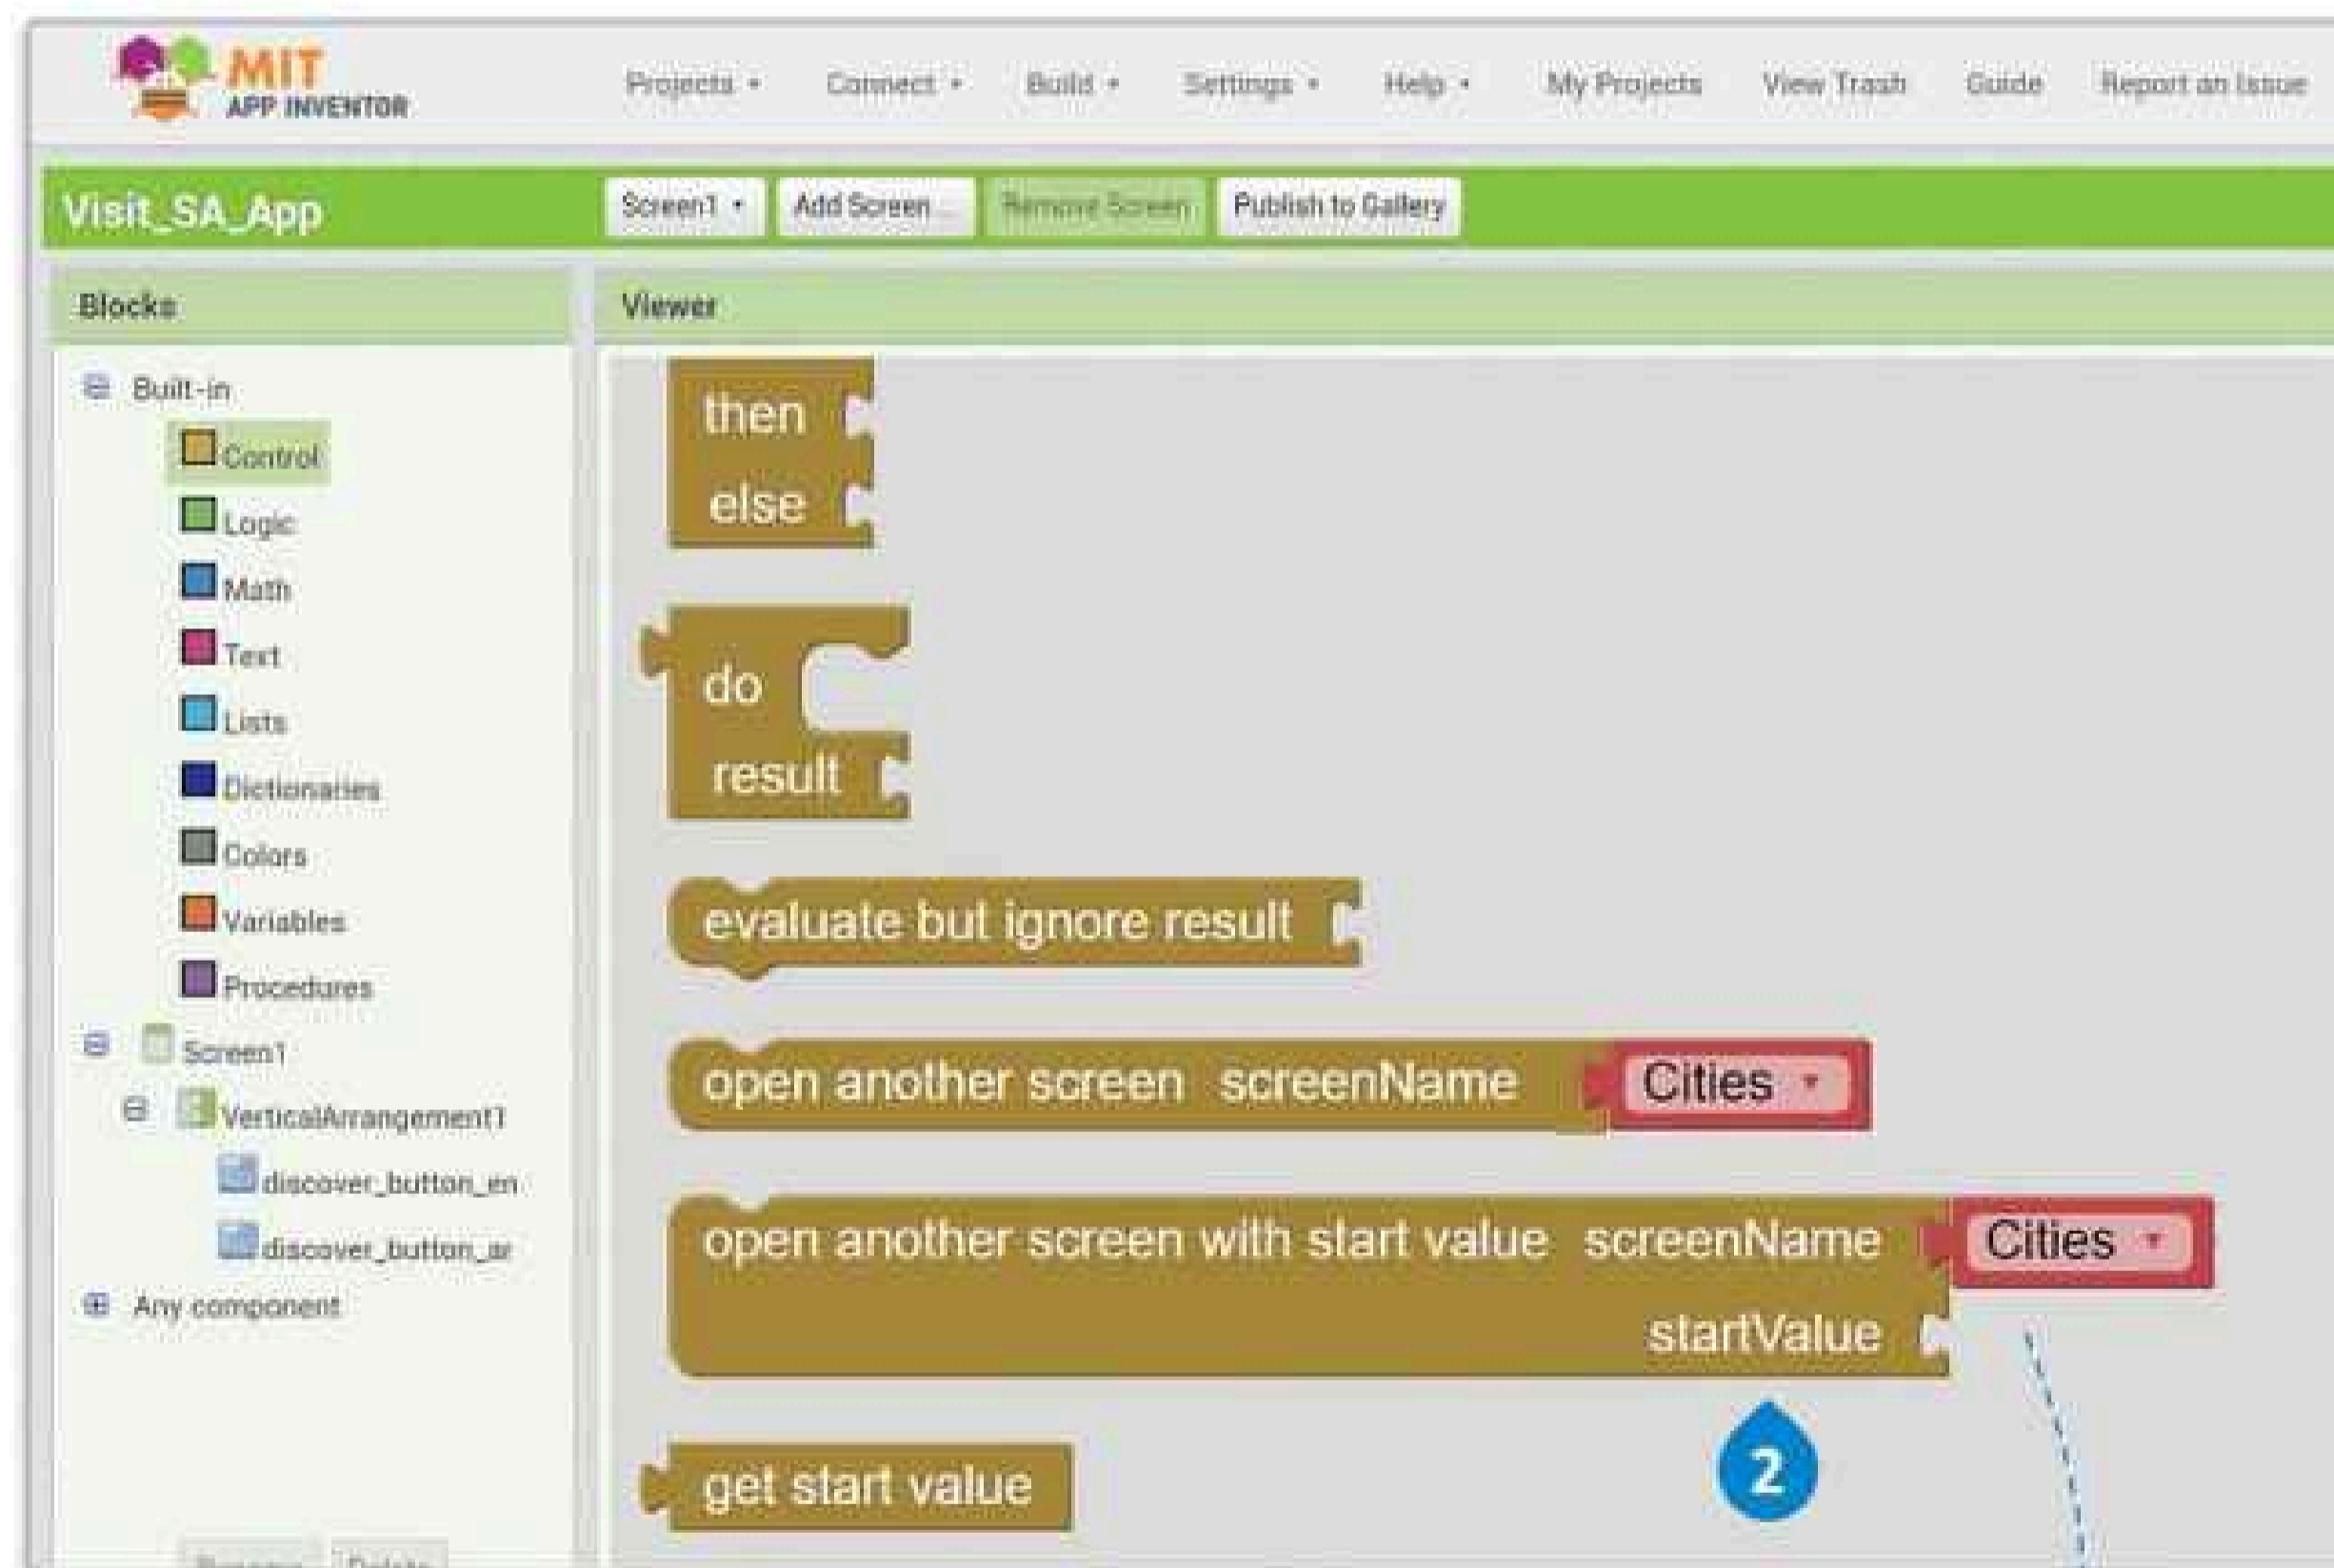 MIT
APP INVENTOR
Projects Connect Build Settings Help My Projects View Trash Guide Report an Issue
Visit_SA_App
Screen1 Add Screen ... Remove Screen Publish to Gallery
Blocks
Viewer
Built-in
Control
Logic
Math
Text
Lists
Dictionaries
Colors
Variables
Procedures
Screen1
VerticalArrangement1
discover_button_en
discover_button_ar
Any component
Rename Delete
then
else
do
result
evaluate but ignore result
open another screen screenName Cities
open another screen with start value screenName Cities
startValue
2
get start value